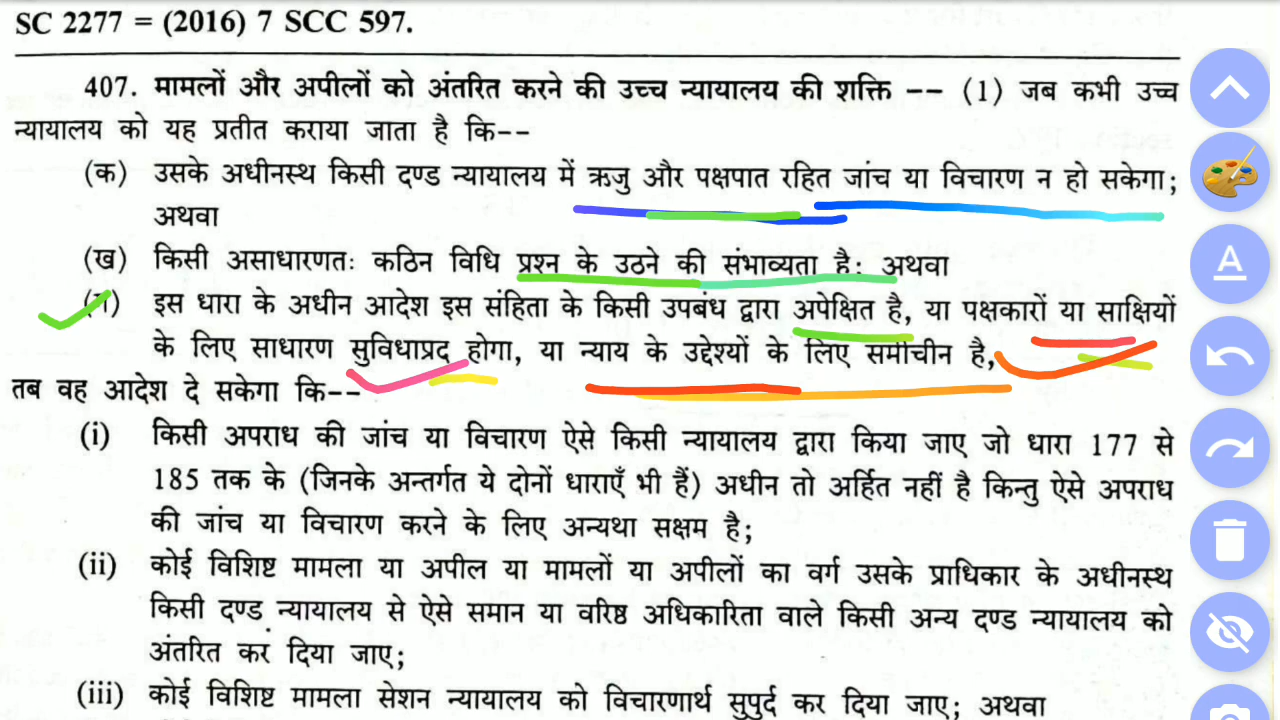 SC 2277 = (2016) 7 SCC 597.
407. मामलों और अपीलों को अंतरित करने की उच्च न्यायालय की शक्ति -- (1) जब कभी उच्च
न्यायालय को यह प्रतीत कराया जाता है कि--
(क) उसके अधीनस्थ किसी दण्ड न्यायालय में ऋजु और पक्षपात रहित जांच या विचारण न हो सकेगा;
अथवा
(ख) किसी असाधारणतः कठिन विधि प्रश्न के उठने की संभाव्यता है; अथवा
(ग) इस धारा के अधीन आदेश इस संहिता के किसी उपबंध द्वारा अपेक्षित है, या पक्षकारों या साक्षियों
के लिए साधारण सुविधाप्रद होगा, या न्याय के उद्देश्यों के लिए समीचीन है,
तब वह आदेश दे सकेगा कि--
(i) किसी अपराध की जांच या विचारण ऐसे किसी न्यायालय द्वारा किया जाए जो धारा 177 से
185 तक के (जिनके अन्तर्गत ये दोनों धाराएँ भी हैं) अधीन तो अर्हित नहीं है किन्तु ऐसे अपराध
की जांच या विचारण करने के लिए अन्यथा सक्षम है;
(ii) कोई विशिष्ट मामला या अपील या मामलों या अपीलों का वर्ग उसके प्राधिकार के अधीनस्थ
किसी दण्ड न्यायालय से ऐसे समान या वरिष्ठ अधिकारिता वाले किसी अन्य दण्ड न्यायालय को
अंतरित कर दिया जाए;
(iii) कोई विशिष्ट मामला सेशन न्यायालय को विचारणार्थ सुपुर्द कर दिया जाए; अथवा
A